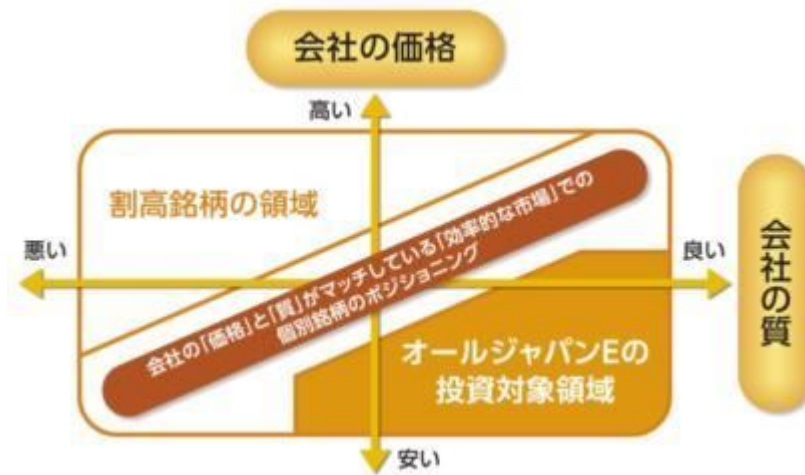 会社の価格
高い
割高銘柄の領域
会社の「価格」と「質」がマッチしている「効率的な市場」での
個別銘柄のポジショニング
悪い
良い
会社の質
オールジャパンEの
投資対象領域
安い